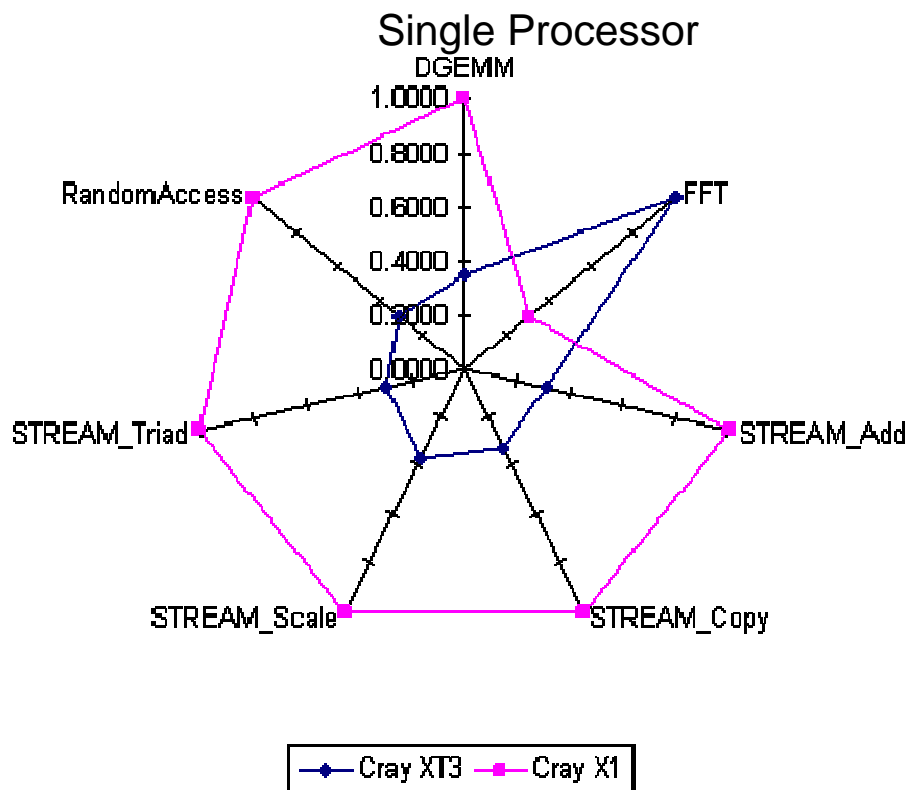 Single Processor
DGEMM
1.0000
0.8000
RandomAccess
FFT
0.6000
0.4000
0.2000
0.0000
STREAM_Triad
STREAM_Add
STREAM_Scale
STREAM_Copy
Cray XT3
Cray X1